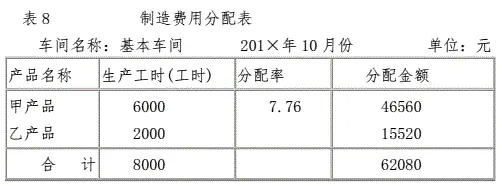 表8 制造费用分配表
车间名称：基本车间 201×年10月份 单位：元
产品名称 生产工时(工时) 分配率 分配金额
甲产品 6000 7.76 46560
乙产品 2000 15520
合 计 8000 62080